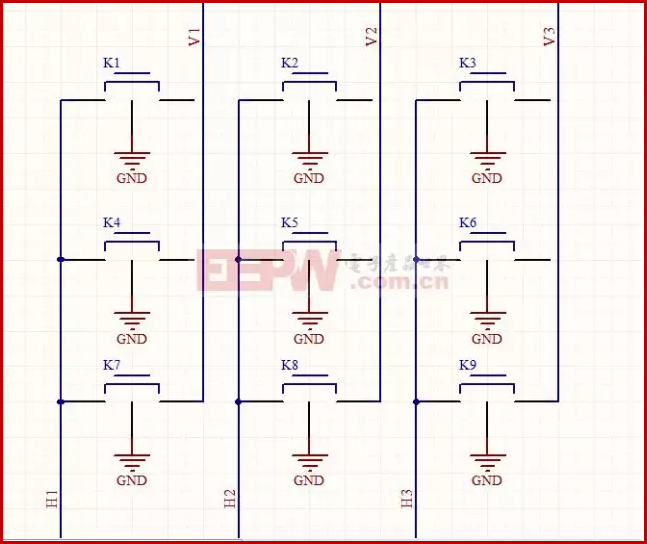 V1
V2
V3
K1
K2
K3
GND
GND
GND
K4
K5
K6
EEPW 电子產品世界
.com.cn
GND
GND
GND
K7
K8
K9
GND
GND
GND
H1
H2
H3